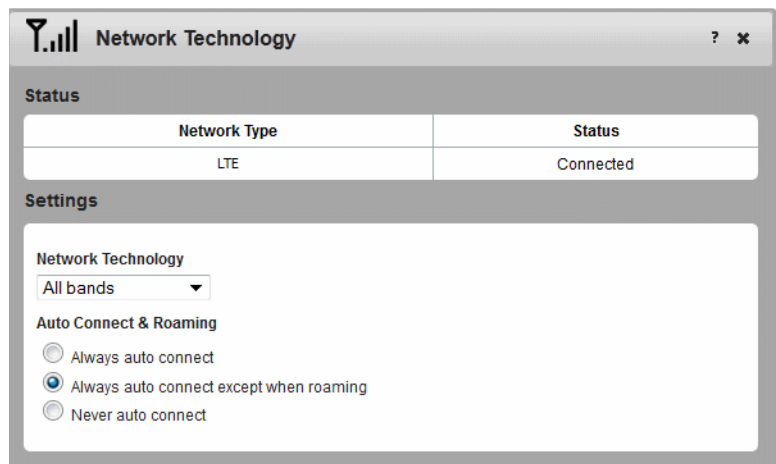 Network Technology ?
Status
Network Type Status
LTE Connected
Settings
Network Technology
All bands
Auto Connect & Roaming
Always auto connect
Always auto connect except when roaming
Never auto connect